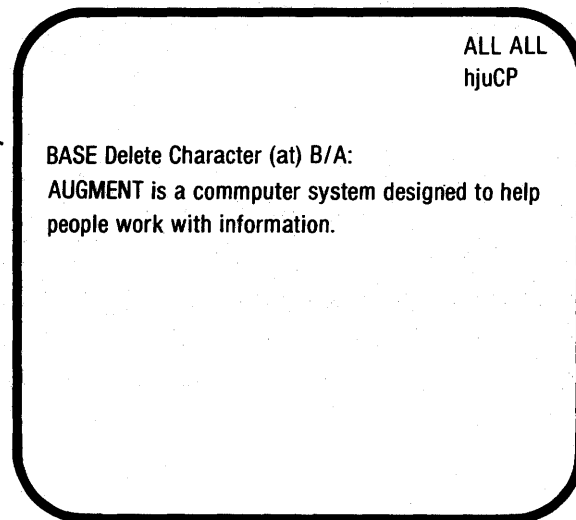 ALL ALL
hjuCP
BASE Delete Character (at) B/A:
AUGMENT is a commputer system designed to help
people work with information.